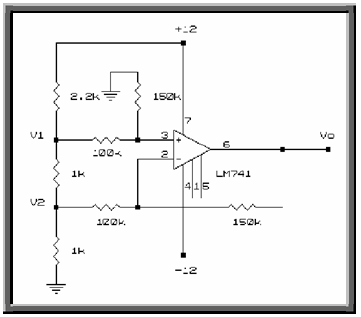 +12
2.2k 150k
7
V1 3 + 6 Vo
100k 2 -
1k LM741
V2 4 1 5
100k 150k
1k
-12